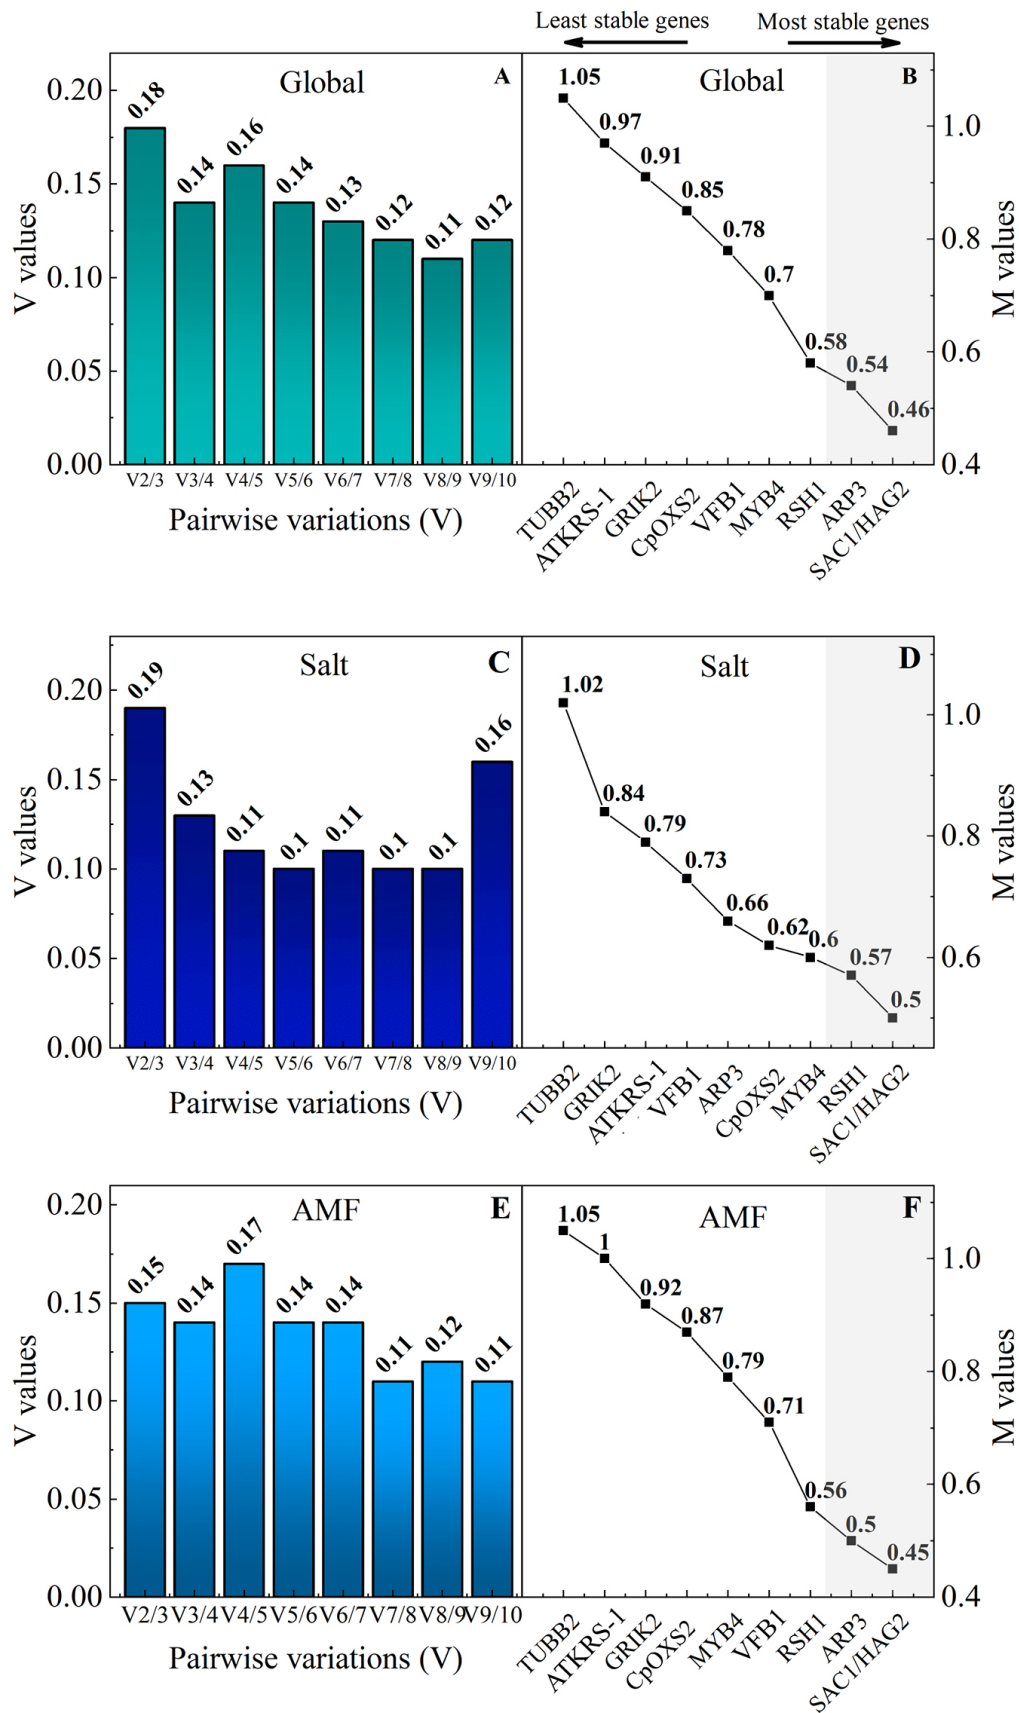 Least stable genes
Most stable genes
Global
A
0.20
0.15
0.10
0.05
0.00
V values
0.18
0.14
0.16
0.14
0.13
0.12
0.11
0.12
V2/3 V3/4 V4/5 V5/6 V6/7 V7/8 V8/9 V9/10
Pairwise variations (V)
Global
B
1.05
0.97
0.91
0.85
0.78
0.7
0.58
0.54
0.46
1.0
0.8
0.6
0.4
M values
TUBB2
ATKRS-1
GRIK2
CpOXS2
VFB1
MYB4
RSH1
ARP3
SAC1/HAG2
Salt
C
0.20
0.15
0.10
0.05
0.00
V values
0.19
0.13
0.11
0.1
0.11
0.1
0.1
0.16
V2/3 V3/4 V4/5 V5/6 V6/7 V7/8 V8/9 V9/10
Pairwise variations (V)
Salt
D
1.02
0.84
0.79
0.73
0.66
0.62
0.6
0.57
0.5
1.0
0.8
0.6
M values
TUBB2
GRIK2
ATKRS-1
VFB1
ARP3
CpOXS2
MYB4
RSH1
SAC1/HAG2
AMF
E
0.20
0.15
0.10
0.05
0.00
V values
0.15
0.14
0.17
0.14
0.14
0.11
0.12
0.11
V2/3 V3/4 V4/5 V5/6 V6/7 V7/8 V8/9 V9/10
Pairwise variations (V)
AMF
F
1.05
1
0.92
0.87
0.79
0.71
0.56
0.5
0.45
1.0
0.8
0.6
0.4
M values
TUBB2
ATKRS-1
GRIK2
CpOXS2
MYB4
VFB1
RSH1
ARP3
SAC1/HAG2